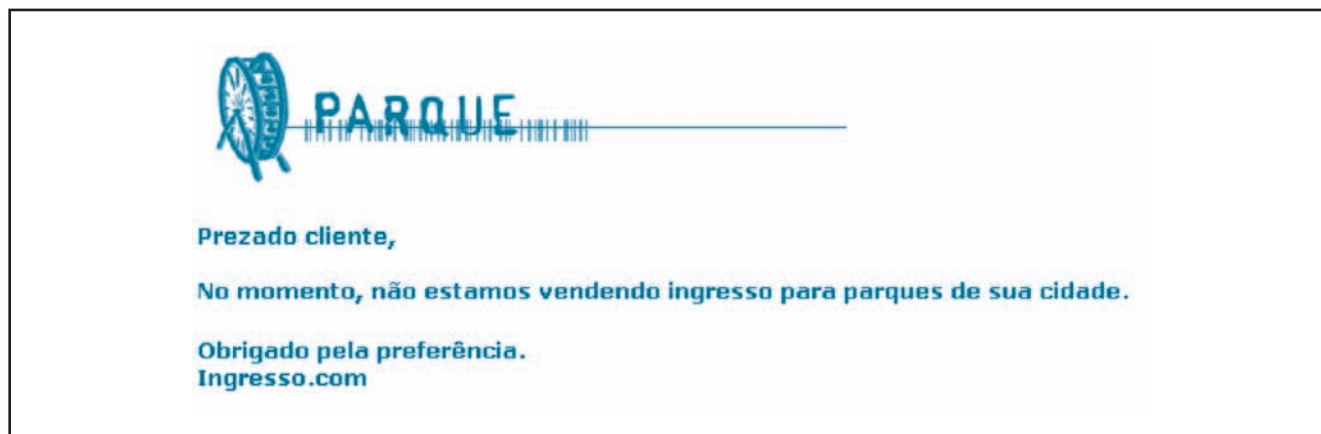 PARQUE
Prezado cliente,
No momento, não estamos vendendo ingresso para parques de sua cidade.
Obrigado pela preferência.
Ingresso.com